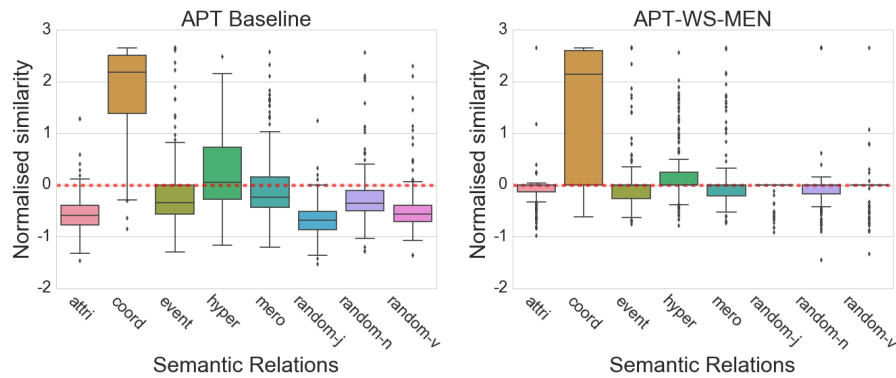 APT Baseline
Normalised similarity
3
2
1
0
-1
-2
attri
coord
event
hyper
mero
random-j
random-n
random-v
Semantic Relations
APT-WS-MEN
Normalised similarity
3
2
1
0
-1
-2
attri
coord
event
hyper
mero
random-j
random-n
random-v
Semantic Relations